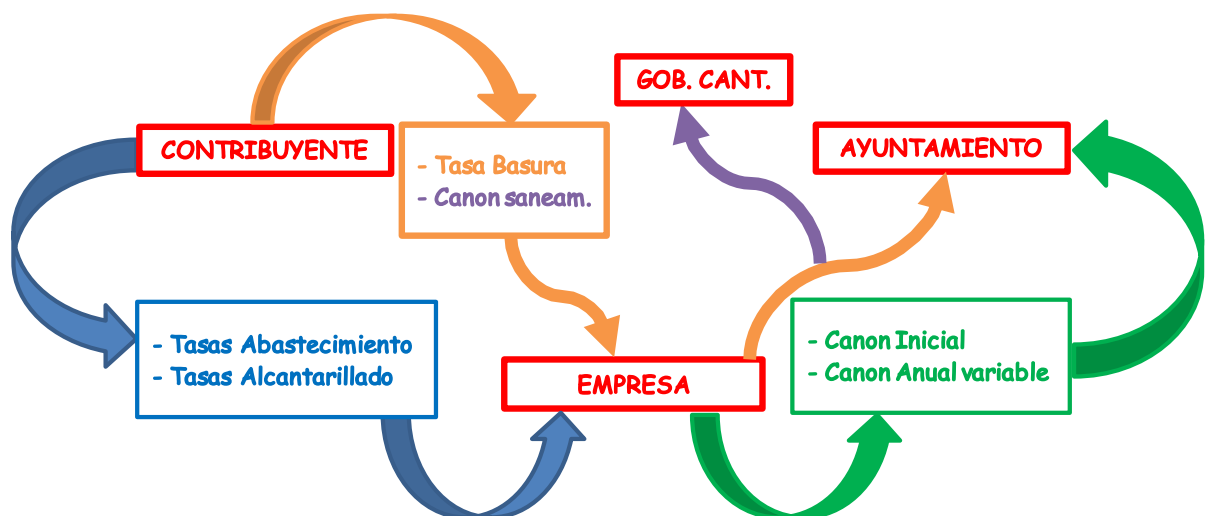 GOB. CANT.
CONTRIBUYENTE
AYUNTAMIENTO
- Tasa Basura
- Canon saneam.
- Tasas Abastecimiento
- Tasas Alcantarillado
EMPRESA
- Canon Inicial
- Canon Anual variable